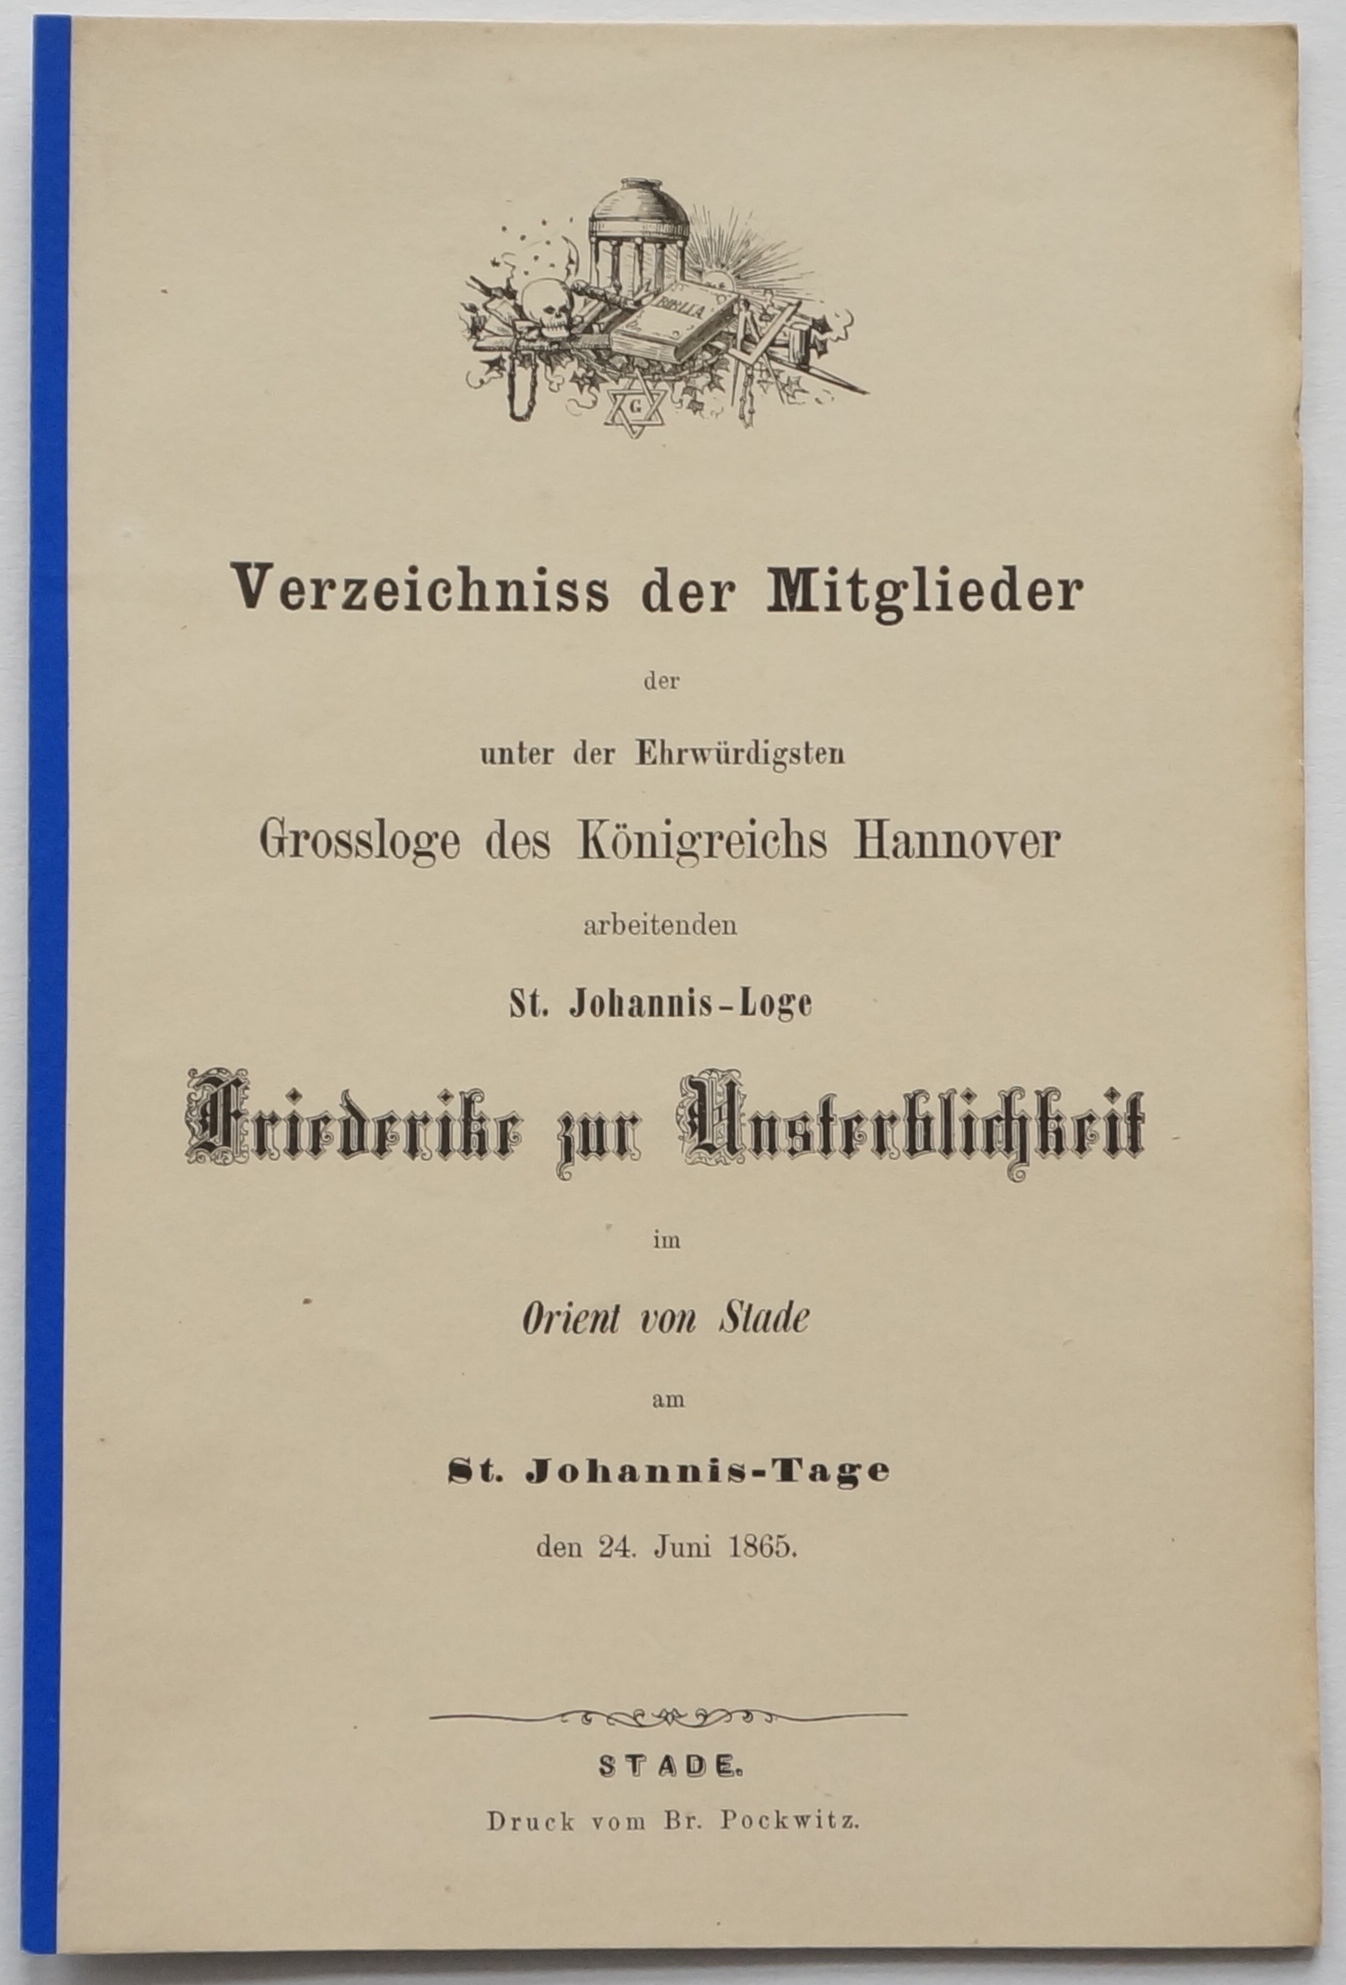 BIBLIA
G
Verzeichniss der Mitglieder
der
unter der Ehrwürdigsten
Grossloge des Königreichs Hannover
arbeitenden
St. Johannis-Loge
Friederike zur Unsterblichkeit
im
Orient von Stade
am
St. Johannis-Tage
den 24. Juni 1865.
STADE.
Druck vom Br. Pockwitz.